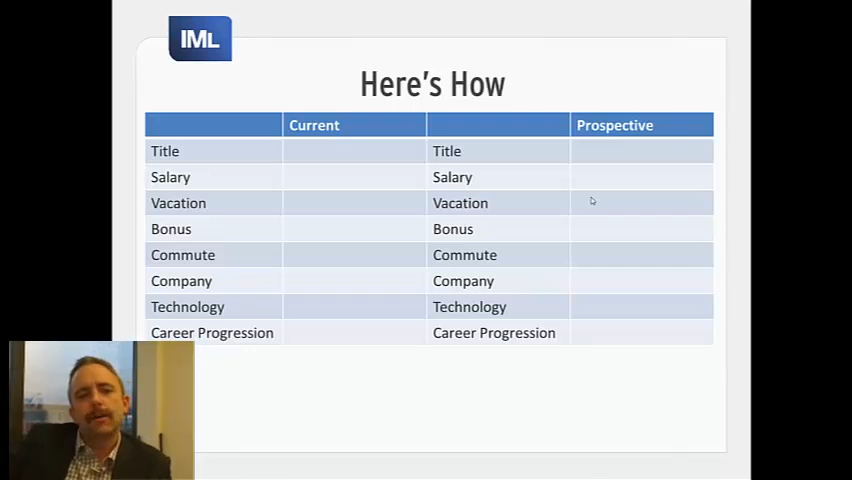 IML
Here's How
Current Prospective
Title Title
Salary Salary
Vacation Vacation
Bonus Bonus
Commute Commute
Company Company
Technology Technology
Career Progression Career Progression